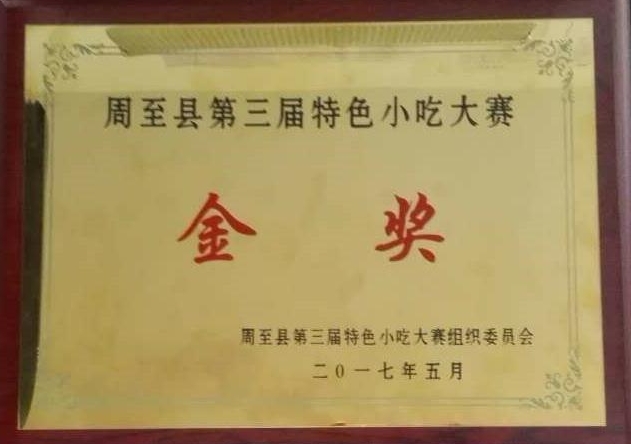 周至县第三届特色小吃大赛
金奖
周至县第三届特色小吃大赛组织委员会
二0一七年五月